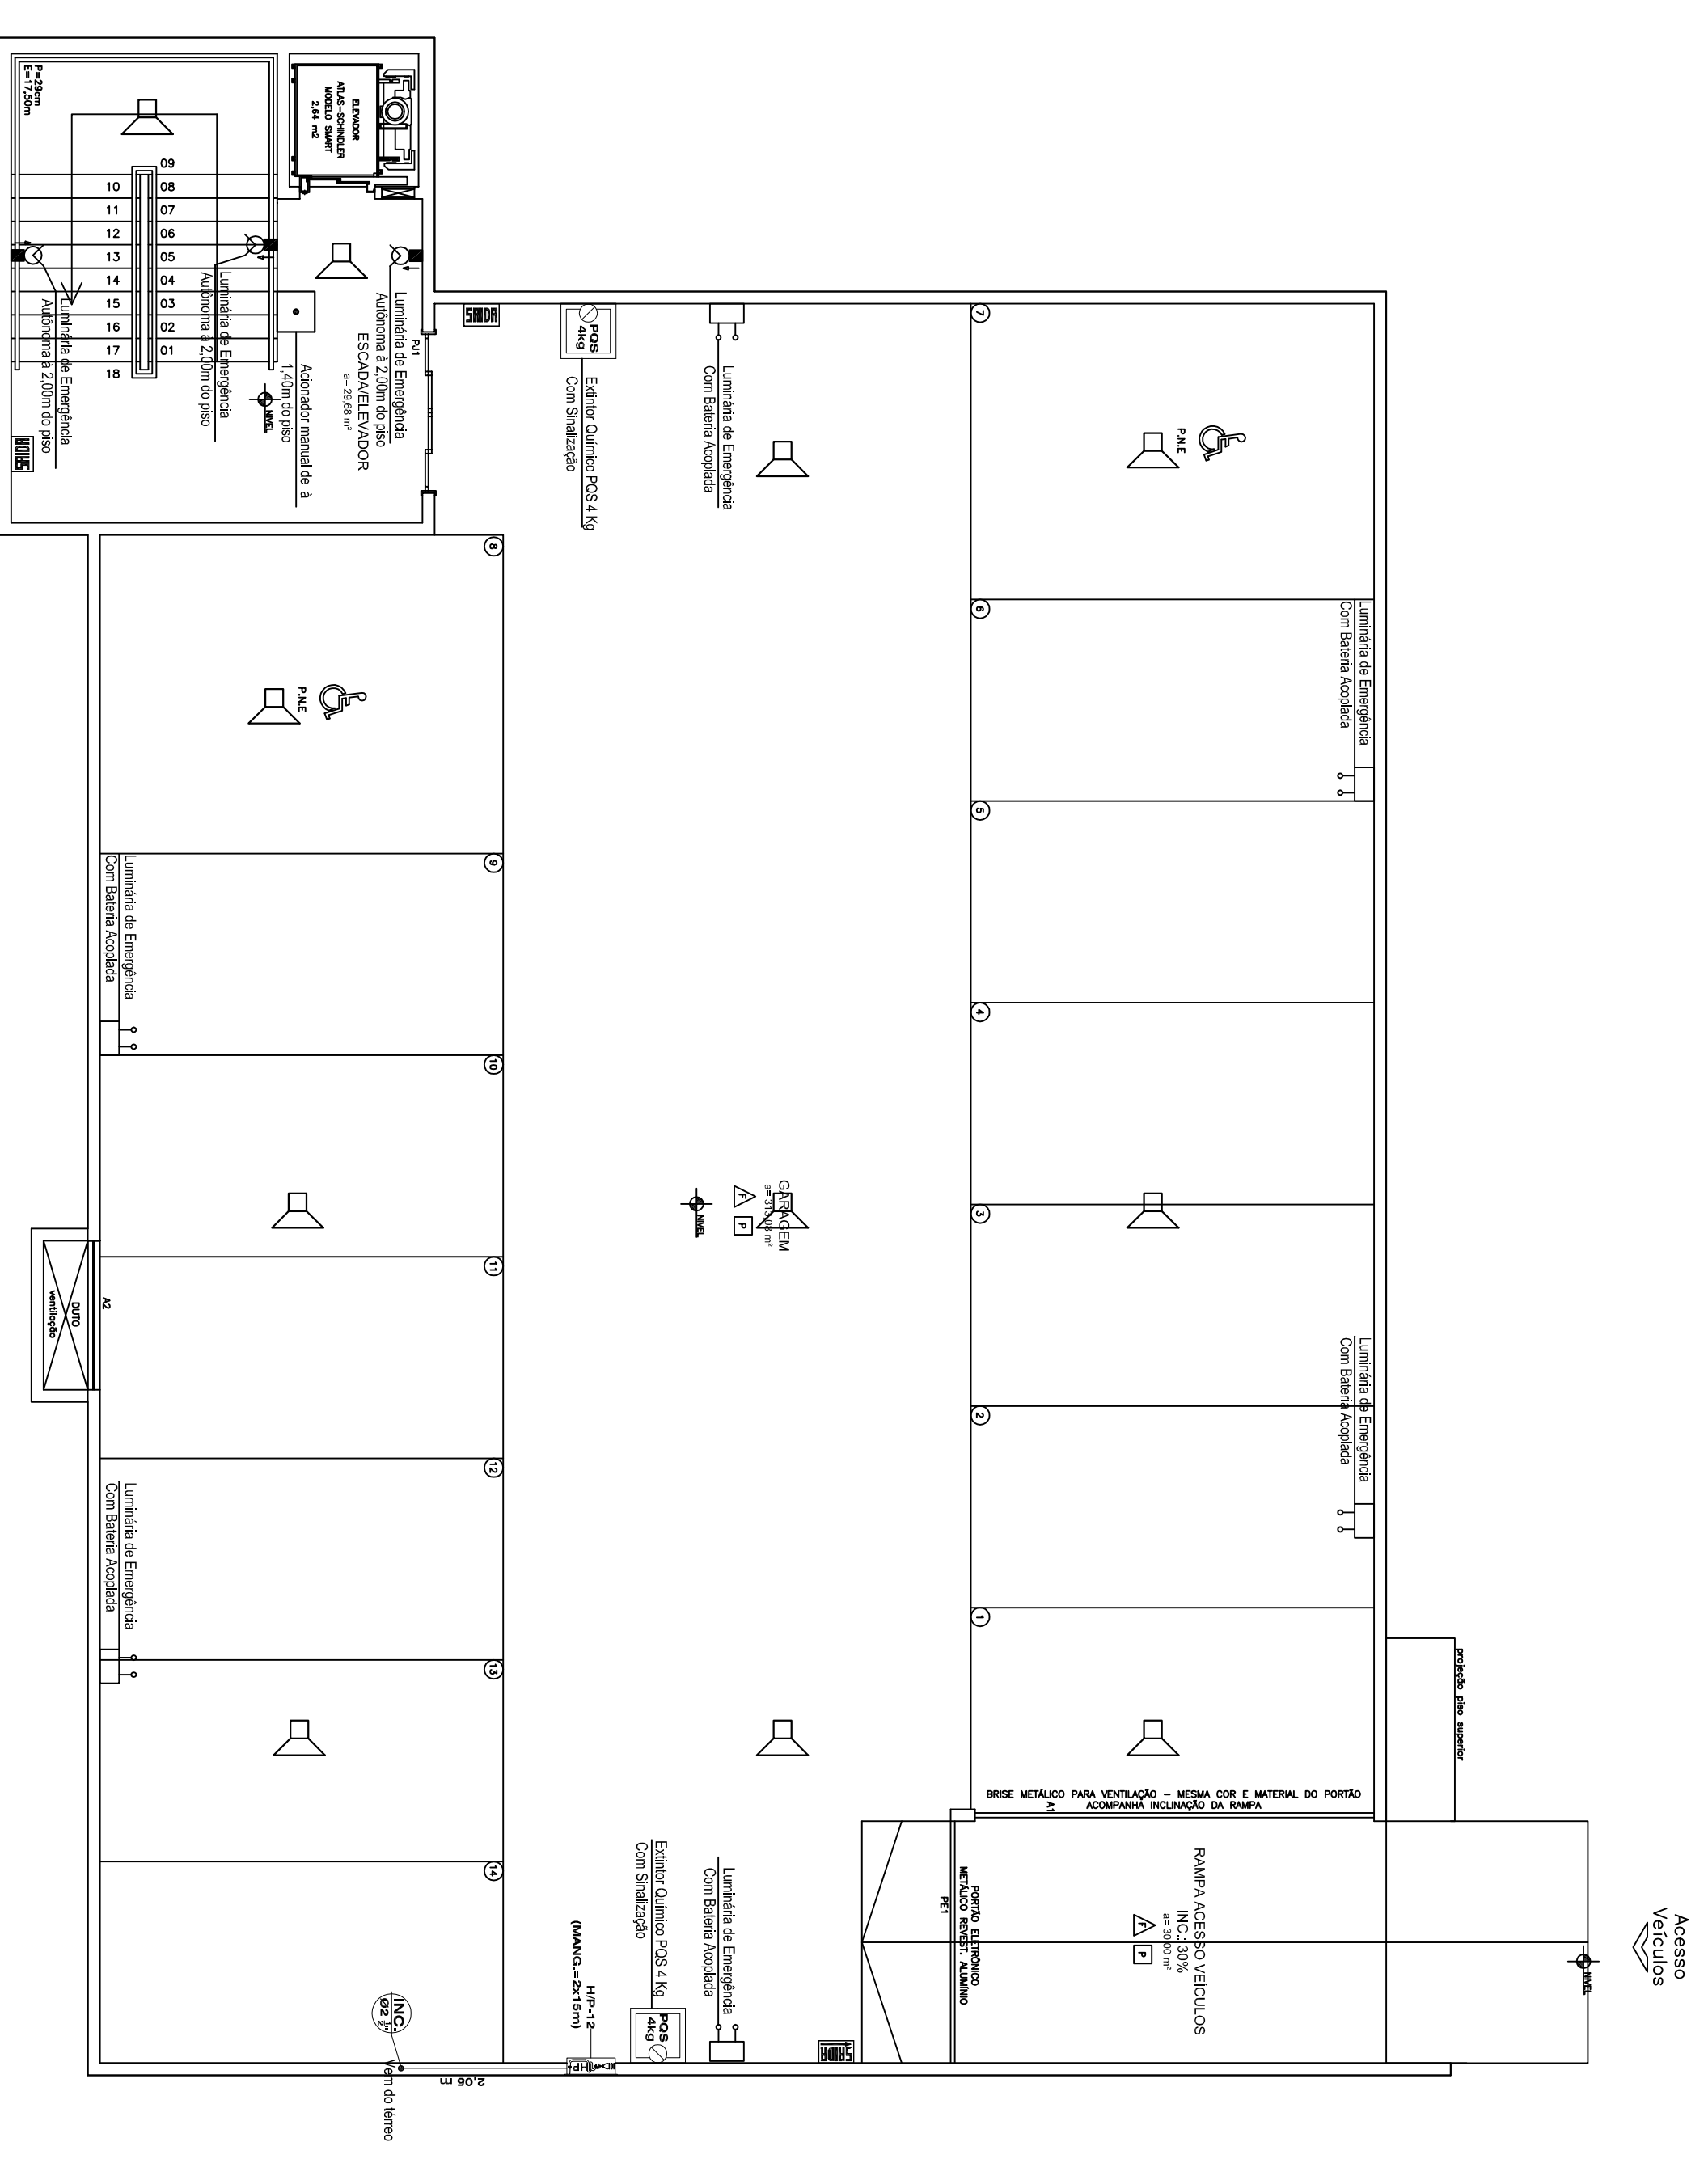 P=29cm
E=17,50m
ELEVADOR
ATLAS-SCHINDLER
MODELO SMART
2,64 m2
09
10 08
11 07
12 06
13 05
14 04
15 03
16 02
17 01
18
Luminária de Emergência
Autônoma à 2,00m do piso
Luminária de Emergência
Autônoma à 2,00m do piso
Luminária de Emergência
Autônoma à 2,00m do piso
ESCADA/ELEVADOR
a= 29,68 m²
Acionador manual de à
1,40m do piso
NIVEL
PJ1
SAIDA
SAIDA
PQS
4kg
Extintor Químico PQS 4 Kg
Com Sinalização
Luminária de Emergência
Com Bateria Acoplada
7
P.N.E
6
Luminária de Emergência
Com Bateria Acoplada
5
4
3
2
Luminária de Emergência
Com Bateria Acoplada
1
8
P.N.E
9
Luminária de Emergência
Com Bateria Acoplada
10
11
A2
DUTO
ventilação
12
Luminária de Emergência
Com Bateria Acoplada
13
14
GARAGEM
a= 313,08 m²
F
P
NIVEL
projeção piso superior
BRISE METÁLICO PARA VENTILAÇÃO - MESMA COR E MATERIAL DO PORTÃO
ACOMPANHA INCLINAÇÃO DA RAMPA
A1
PORTÃO ELETRÔNICO
METÁLICO REVEST. ALUMÍNIO
PE1
RAMPA ACESSO VEÍCULOS
INC.: 30%
a= 30,00 m²
F
P
NIVEL
Acesso
Veículos
Luminária de Emergência
Com Bateria Acoplada
Extintor Químico PQS 4 Kg
Com Sinalização
PQS
4kg
SAIDA
H/P-12
(MANG.=2x15m)
HP
INC.
Ø2 1/2"
Vem do térreo
2,05 m